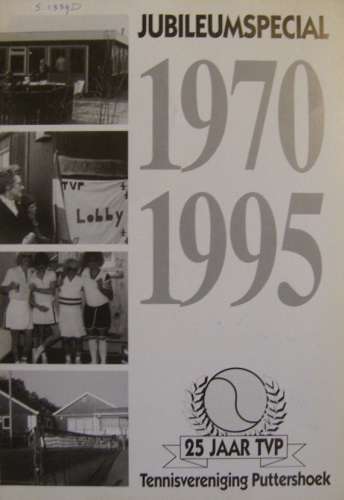 JUBILEUMSPECIAL
1970
1995
TVP
Lobby
25 JAAR TVP
Tennisvereniging Puttershoek